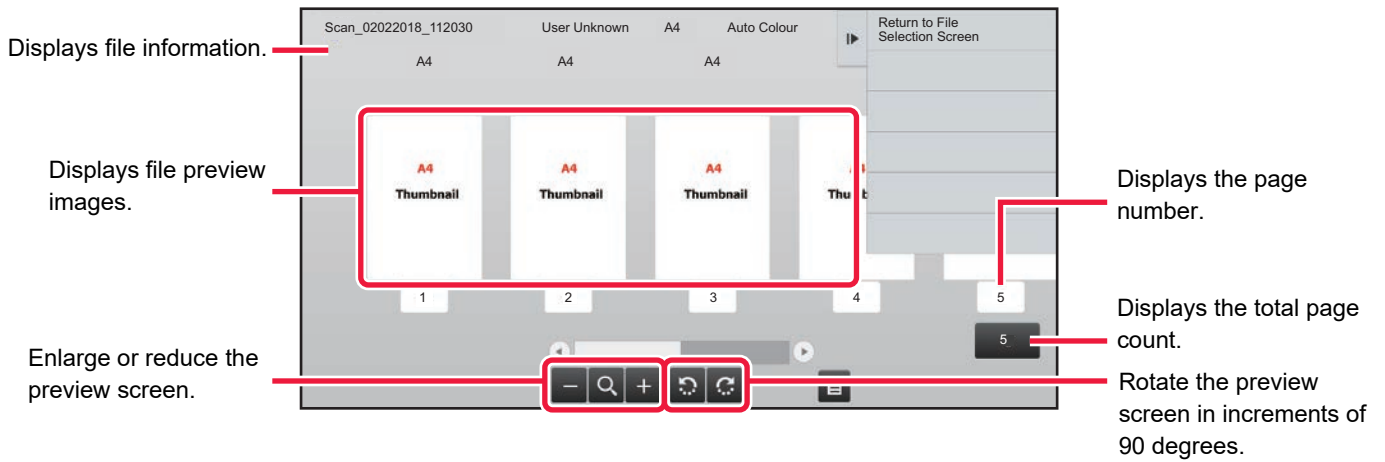 Scan_02022018_112030 User Unknown A4 Auto Colour
Return to File
Selection Screen
Displays file information.
A4 A4 A4
Displays file preview
images.
A4 A4 A4
Thumbnail Thumbnail Thumbnail
Displays the page
number.
1 2 3 4 5
Displays the total page
count.
5
Enlarge or reduce the
preview screen.
Rotate the preview
screen in increments of
90 degrees.